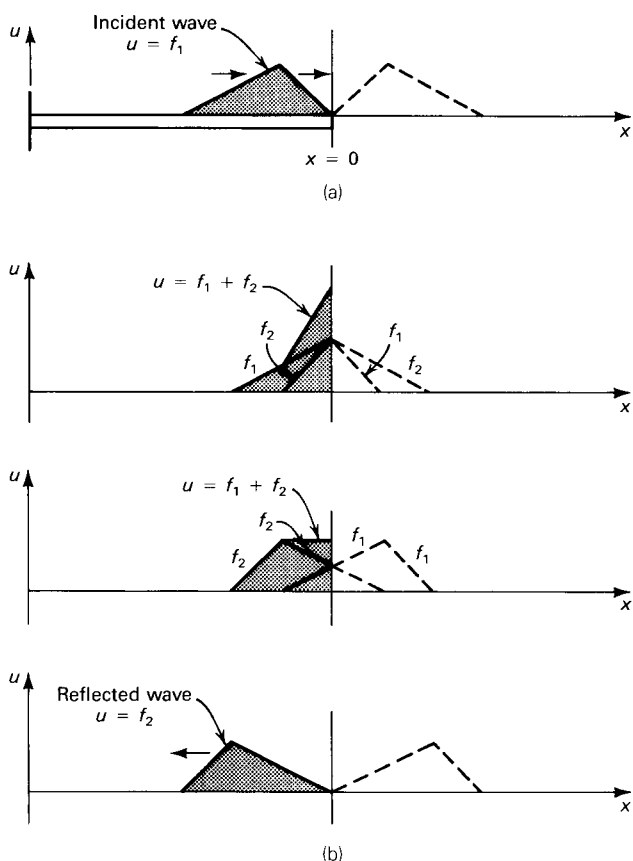 u
Incident wave
u = f₁
x
x = 0
(a)
u
u = f₁ + f₂
f₂
f₁
f₁
f₂
x
u
u = f₁ + f₂
f₂
f₂
f₁
f₁
x
u
Reflected wave
u = f₂
x
(b)